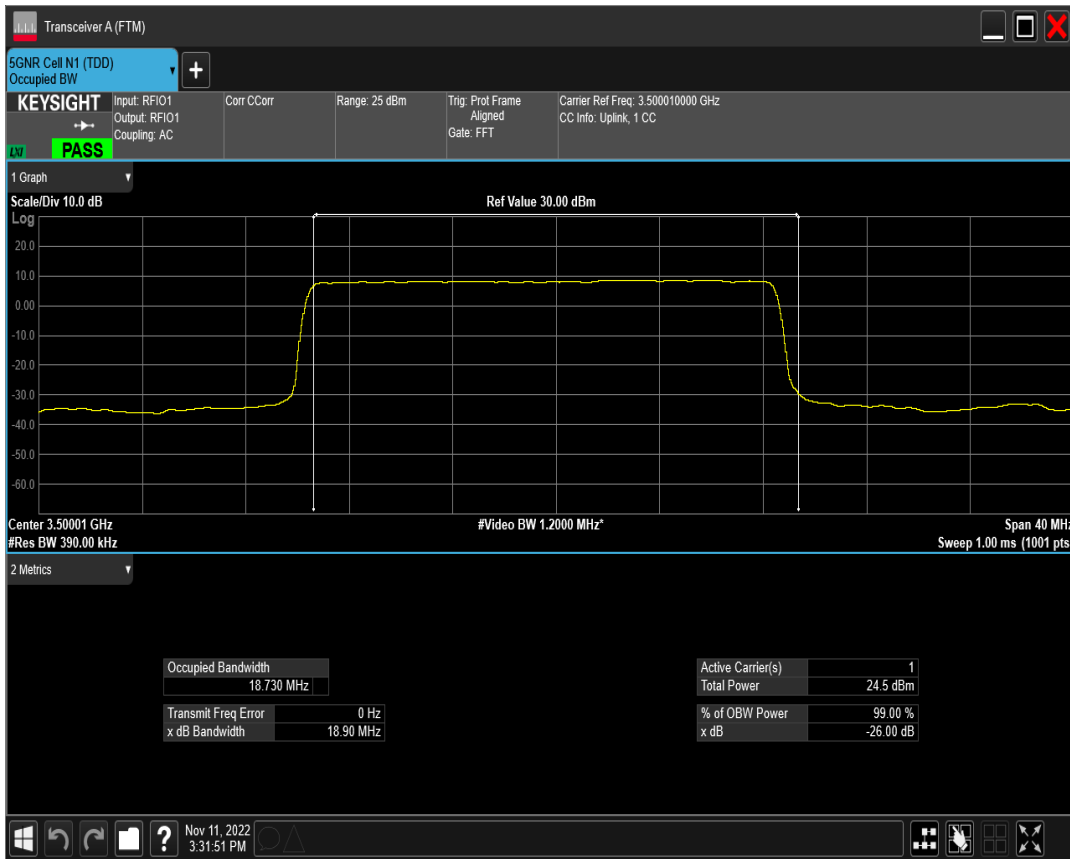 Transceiver A (FTM)
5GNR Cell N1 (TDD)
Occupied BW
+
KEYSIGHT
LXI
PASS
Input: RFIO1
Output: RFIO1
Coupling: AC
Corr CCorr
Range: 25 dBm
Trig: Prot Frame
Aligned
Gate: FFT
Carrier Ref Freq: 3.500010000 GHz
CC Info: Uplink, 1 CC
1 Graph
Scale/Div 10.0 dB
Ref Value 30.00 dBm
Log
20.0
10.0
0.00
-10.0
-20.0
-30.0
-40.0
-50.0
-60.0
Center 3.50001 GHz
#Video BW 1.2000 MHz*
Span 40 MHz
#Res BW 390.00 kHz
Sweep 1.00 ms (1001 pts
2 Metrics
Occupied Bandwidth
18.730 MHz
Transmit Freq Error 0 Hz
x dB Bandwidth 18.90 MHz
Active Carrier(s) 1
Total Power 24.5 dBm
% of OBW Power 99.00 %
x dB -26.00 dB
?
Nov 11, 2022
3:31:51 PM